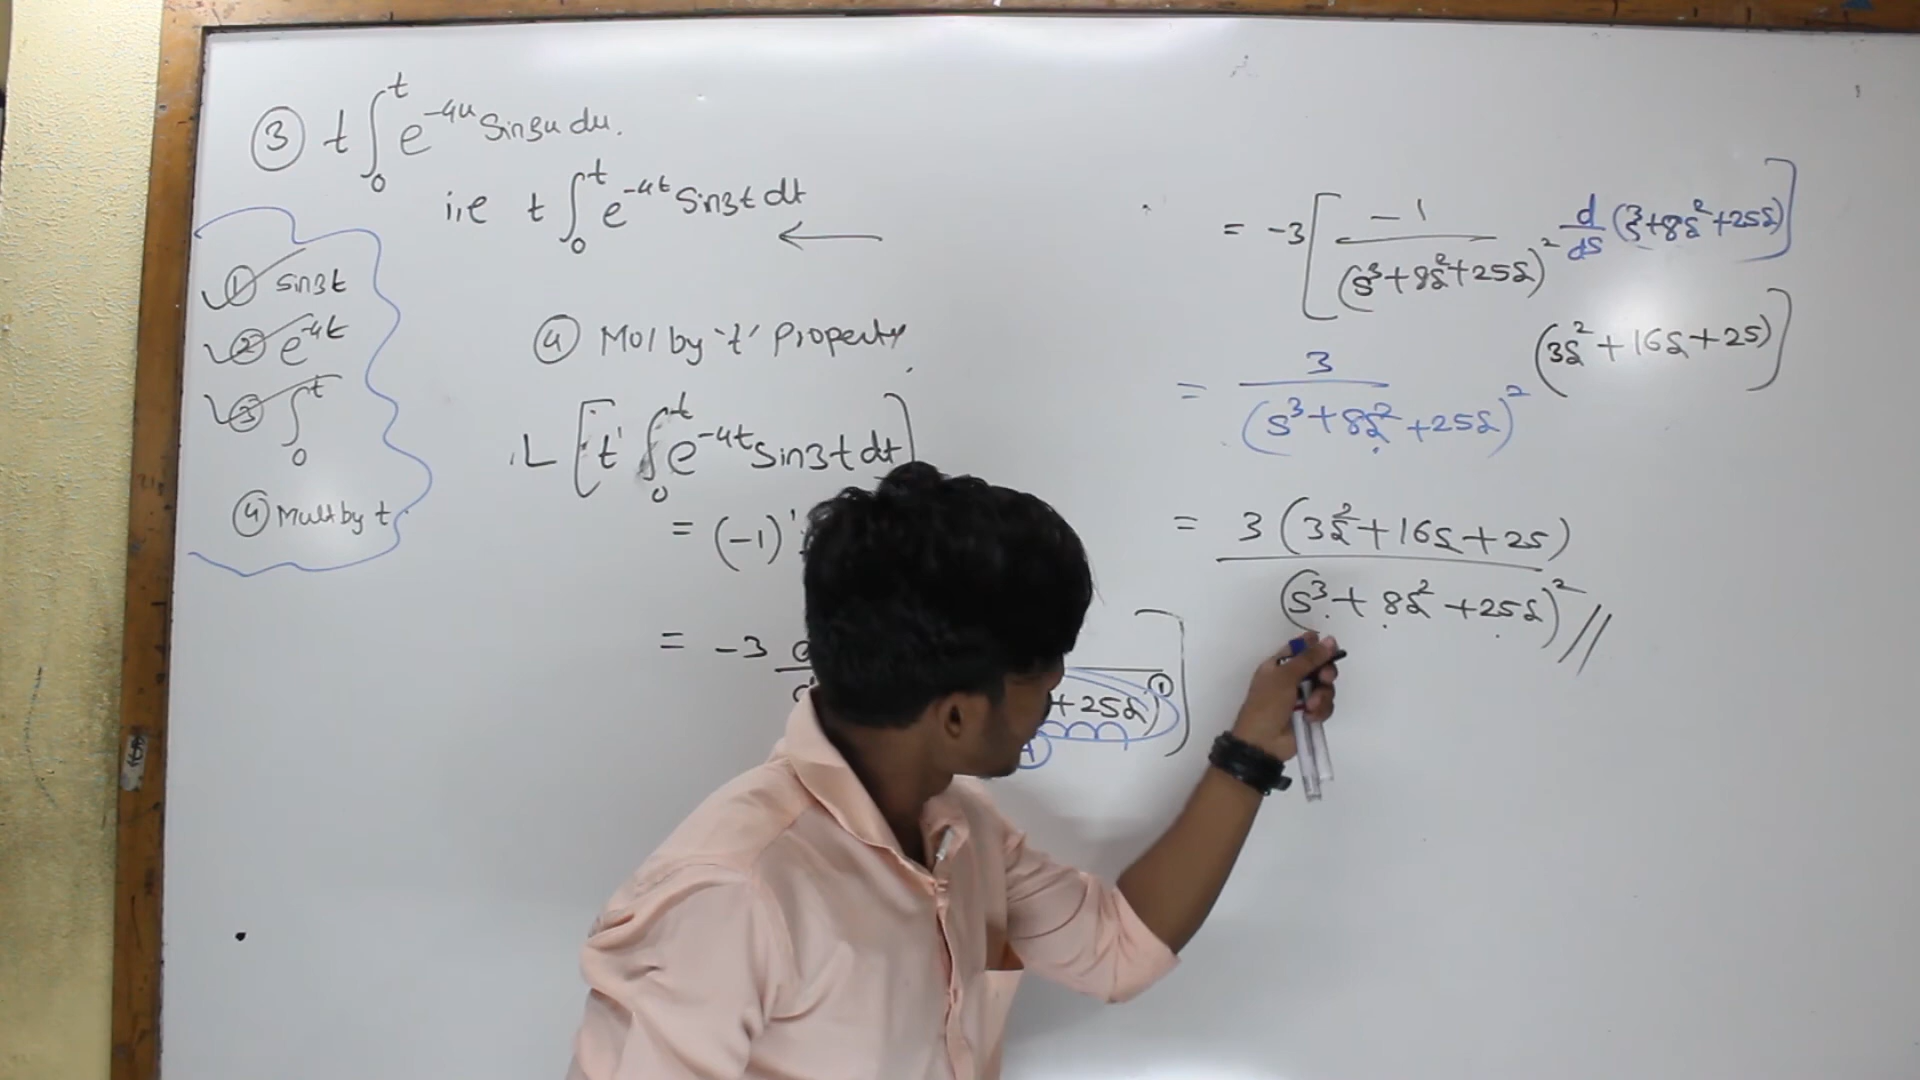 ③ t ∫₀ᵗ e⁻⁴ᵘ sin3u du.
i,e t ∫₀ᵗ e⁻⁴ᵗ sin3t dt
① sin3t
② e⁻⁴ᵗ
③ ∫₀ᵗ
④ Mult by t
④ Mol by 't' Property
L [t' ∫₀ᵗ e⁻⁴ᵗ sin3t dt]
= (-1)'
= -3
+25s)
①
= -3 [ -1 / (s³+8s²+25s)² d/ds (s³+8s²+25s) ]
= 3 / (s³+8s²+25s)² (3s²+16s+25) ]
= 3 (3s²+16s+25) / (s³+8s²+25s)² //